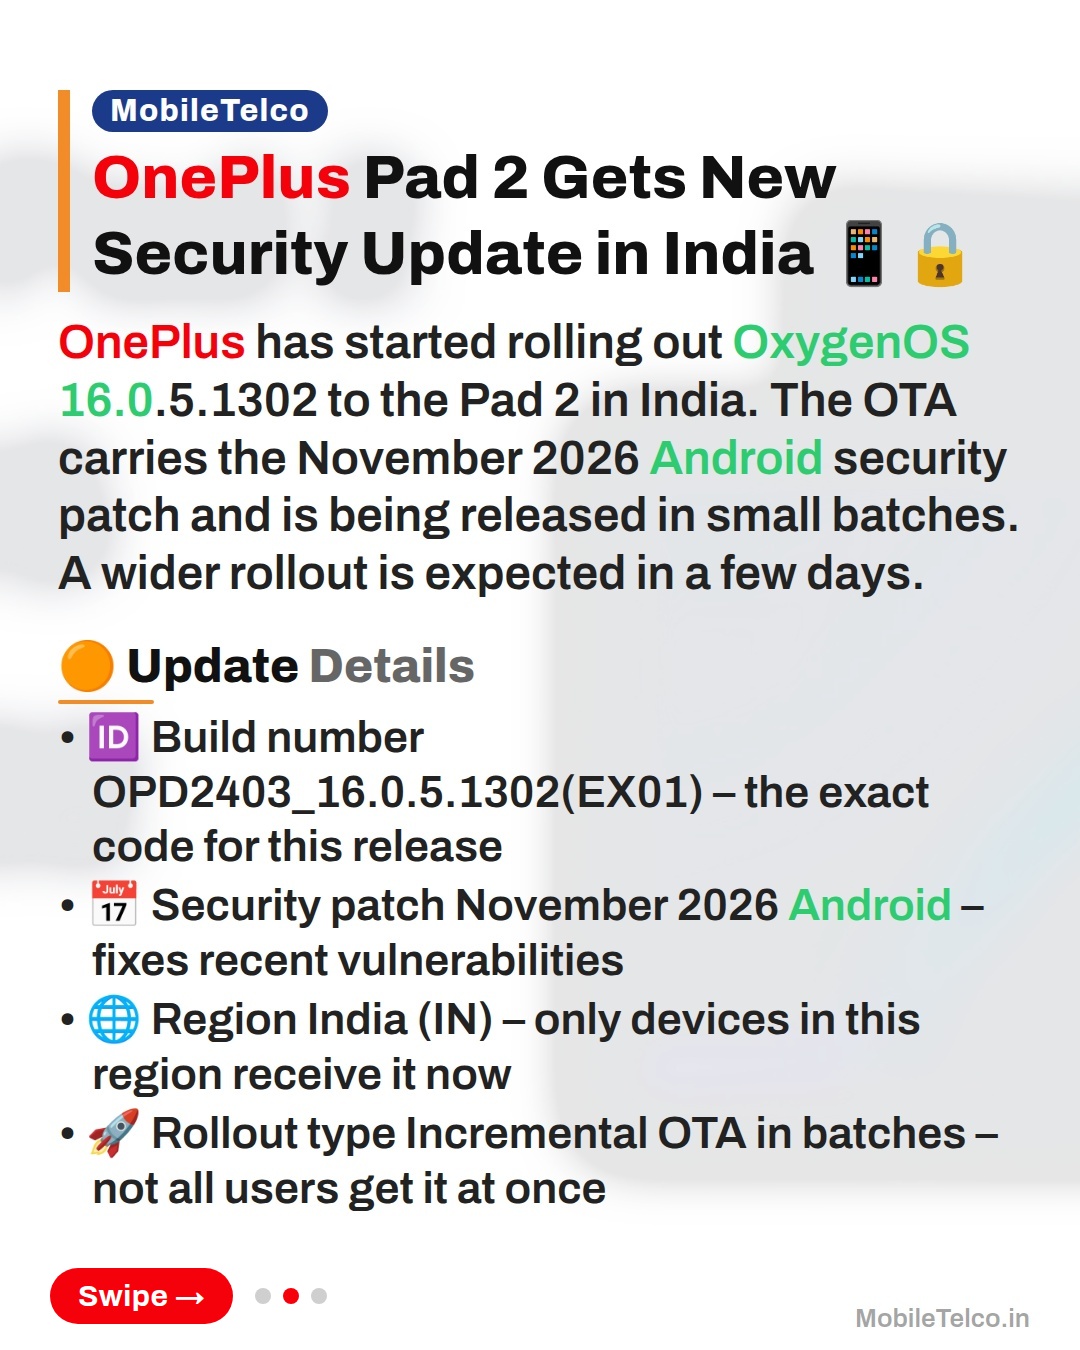 MobileTelco
OnePlus Pad 2 Gets New
Security Update in India 📱 🔒
OnePlus has started rolling out OxygenOS
16.0.5.1302 to the Pad 2 in India. The OTA
carries the November 2026 Android security
patch and is being released in small batches.
A wider rollout is expected in a few days.
🟠 Update Details
• 🆔 Build number
OPD2403_16.0.5.1302(EX01) – the exact
code for this release
• 📅 Security patch November 2026 Android –
fixes recent vulnerabilities
• 🌐 Region India (IN) – only devices in this
region receive it now
• 🚀 Rollout type Incremental OTA in batches –
not all users get it at once
Swipe →
MobileTelco.in